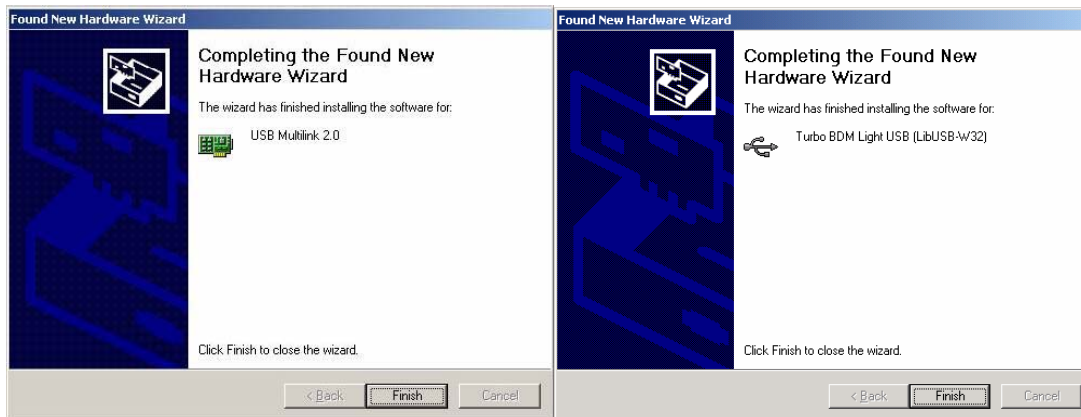 Found New Hardware Wizard
Completing the Found New
Hardware Wizard
The wizard has finished installing the software for:
USB Multilink 2.0
Click Finish to close the wizard.
< Back
Finish
Cancel
Found New Hardware Wizard
Completing the Found New
Hardware Wizard
The wizard has finished installing the software for:
Turbo BDM Light USB (LibUSB-W32)
Click Finish to close the wizard.
< Back
Finish
Cancel